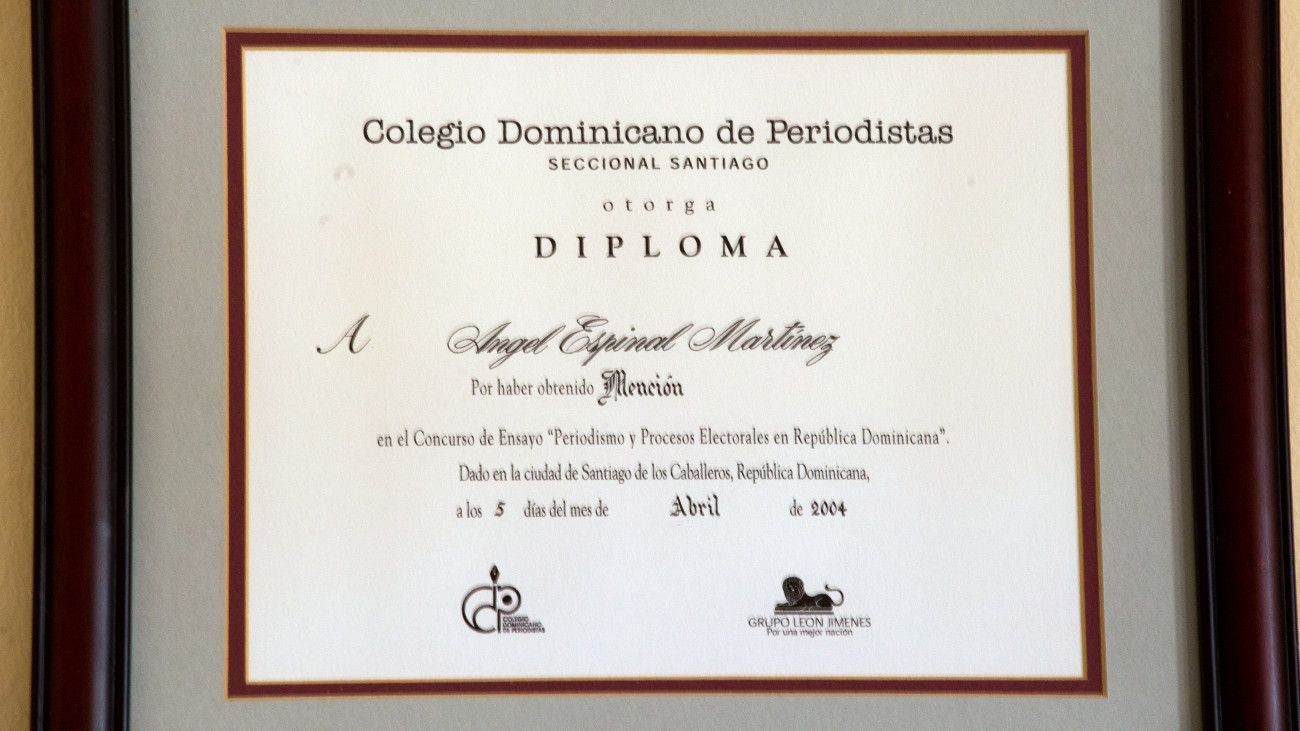 Colegio Dominicano de Periodistas
SECCIONAL SANTIAGO
otorga
DIPLOMA
A Angel Espinal Martínez
Por haber obtenido Mención
en el Concurso de Ensayo “Periodismo y Procesos Electorales en República Dominicana”.
Dado en la ciudad de Santiago de los Caballeros, República Dominicana,
a los 5 días del mes de Abril de 2004
COLEGIO
DOMINICANO
DE PERIODISTAS
GRUPO LEON JIMENES
Por una mejor nación